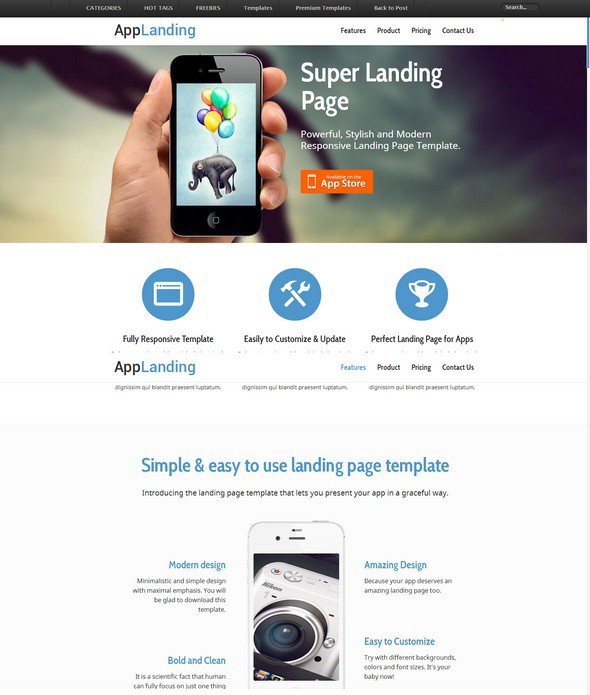 CATEGORIES HOT TAGS FREEBIES Templates Premium Templates Back to Post Search...
AppLanding
Features Product Pricing Contact Us
Super Landing
Page
Powerful, Stylish and Modern
Responsive Landing Page Template.
Available on the
App Store
Fully Responsive Template
Easily to Customize & Update
Perfect Landing Page for Apps
AppLanding
Features Product Pricing Contact Us
dignissim qui blandit praesent luptatum.
dignissim qui blandit praesent luptatum.
dignissim qui blandit praesent luptatum.
Simple & easy to use landing page template
Introducing the landing page template that lets you present your app in a graceful way.
Modern design
Minimalistic and simple design
with maximal emphasis. You will
be glad to download this
template.
Bold and Clean
It is a scientific fact that human
can fully focus on just one thing
Nikon
Amazing Design
Because your app deserves an
amazing landing page too.
Easy to Customize
Try with different backgrounds,
colors and font sizes. It's your
baby now!